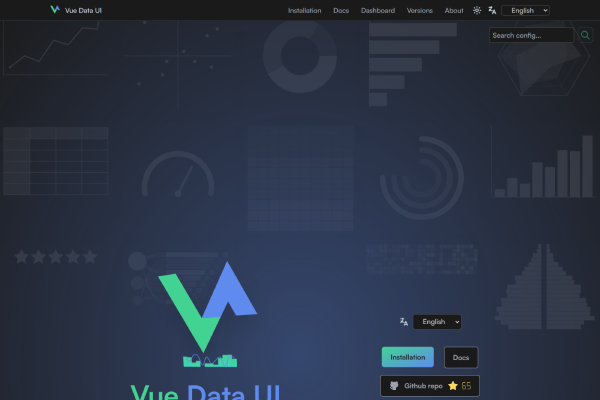 Vue Data UI
Installation
Docs
Dashboard
Versions
About
English
Search config...
English
Installation
Docs
Github repo 65
Vue Data UI